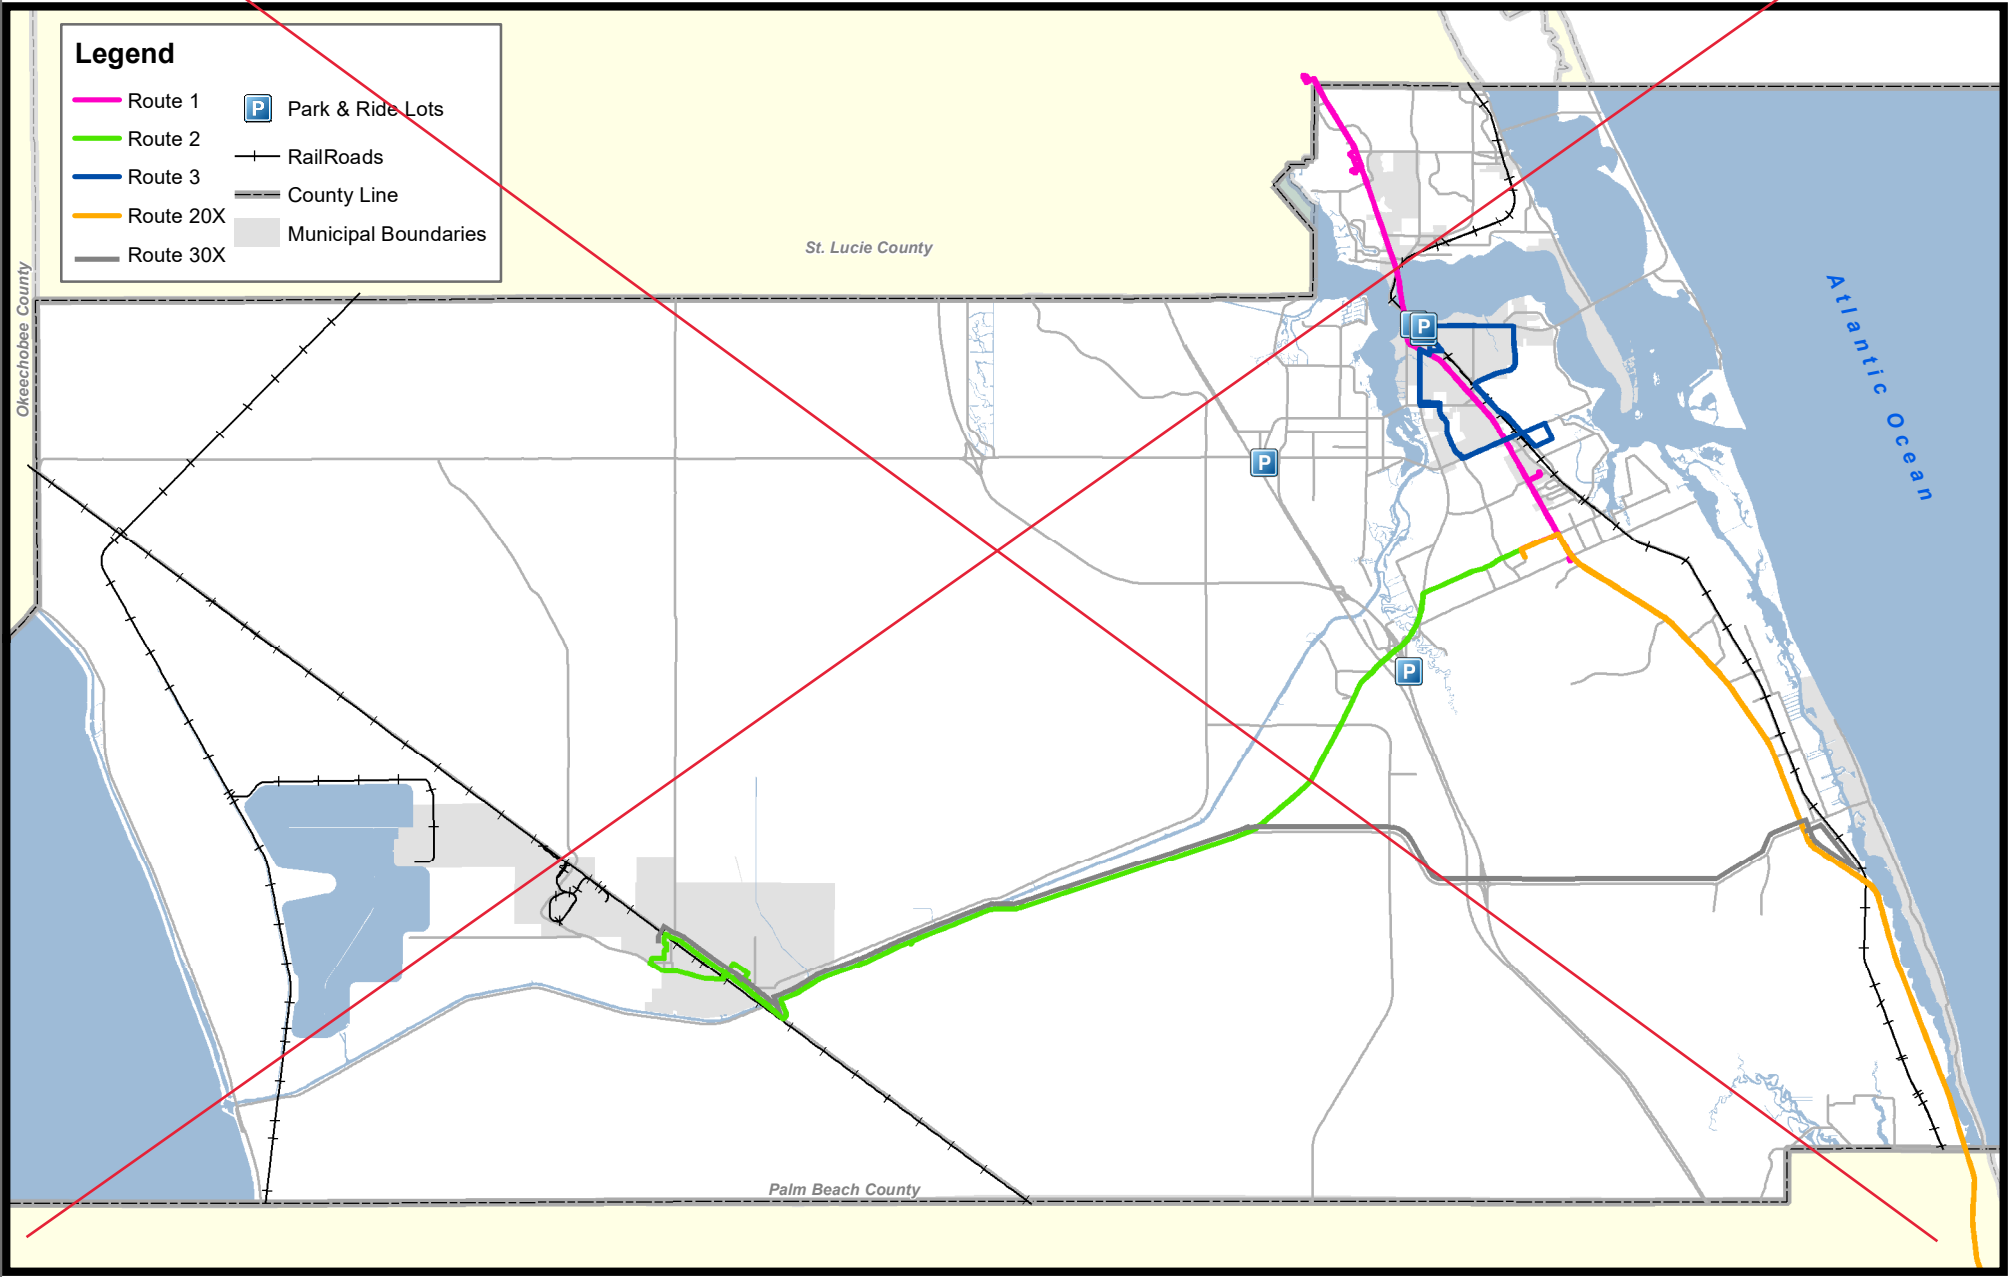 Legend
Route 1
Route 2
Route 3
Route 20X
Route 30X
P Park & Ride Lots
RailRoads
County Line
Municipal Boundaries
St. Lucie County
Okeechobee County
Atlantic Ocean
P
P
P
Palm Beach County